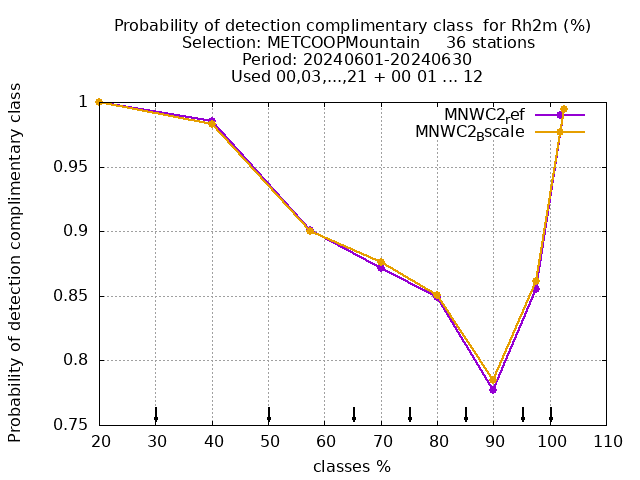 Probability of detection complimentary class  for Rh2m (%)
Selection: METCOOPMountain     36 stations
Period: 20240601-20240630
Used 00,03,...,21 + 00 01 ... 12
Probability of detection complimentary class
MNWC2ref
MNWC2Bscale
1
0.95
0.9
0.85
0.8
0.75
20 30 40 50 60 70 80 90 100 110
classes %